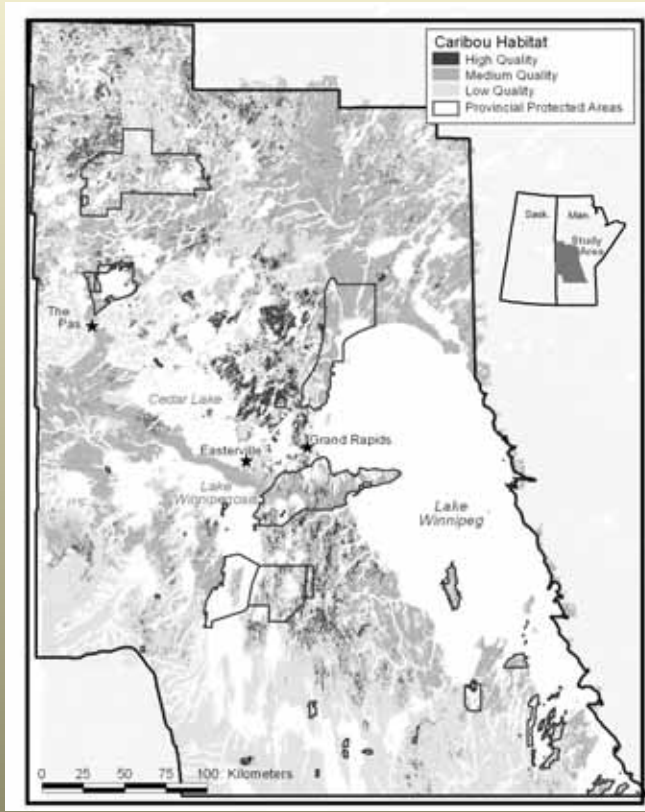 Caribou Habitat
High Quality
Medium Quality
Low Quality
Provincial Protected Areas
Sask.
Man.
Study
Area
The
Pas
Cedar Lake
Easterville
Grand Rapids
Lake
Winnipegosis
Lake
Winnipeg
0 25 50 75 100 Kilometers